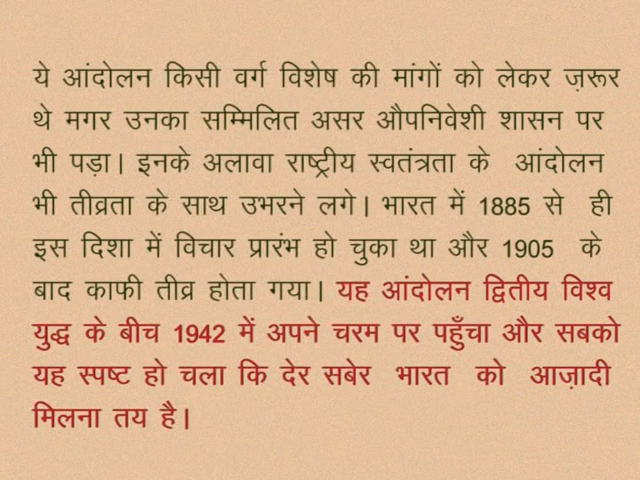 ये आंदोलन किसी वर्ग विशेष की मांगों को लेकर ज़रूर
थे मगर उनका सम्मिलित असर औपनिवेशी शासन पर
भी पड़ा। इनके अलावा राष्ट्रीय स्वतंत्रता के आंदोलन
भी तीव्रता के साथ उभरने लगे। भारत में 1885 से ही
इस दिशा में विचार प्रारंभ हो चुका था और 1905 के
बाद काफी तीव्र होता गया। यह आंदोलन द्वितीय विश्व
युद्ध के बीच 1942 में अपने चरम पर पहुँचा और सबको
यह स्पष्ट हो चला कि देर सबेर भारत को आज़ादी
मिलना तय है।